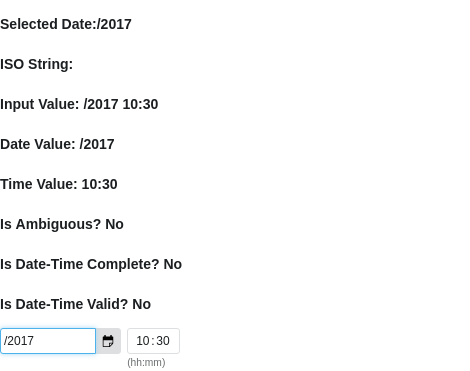 Selected Date:/2017
ISO String:
Input Value: /2017 10:30
Date Value: /2017
Time Value: 10:30
Is Ambiguous? No
Is Date-Time Complete? No
Is Date-Time Valid? No
/2017 10:30
(hh:mm)